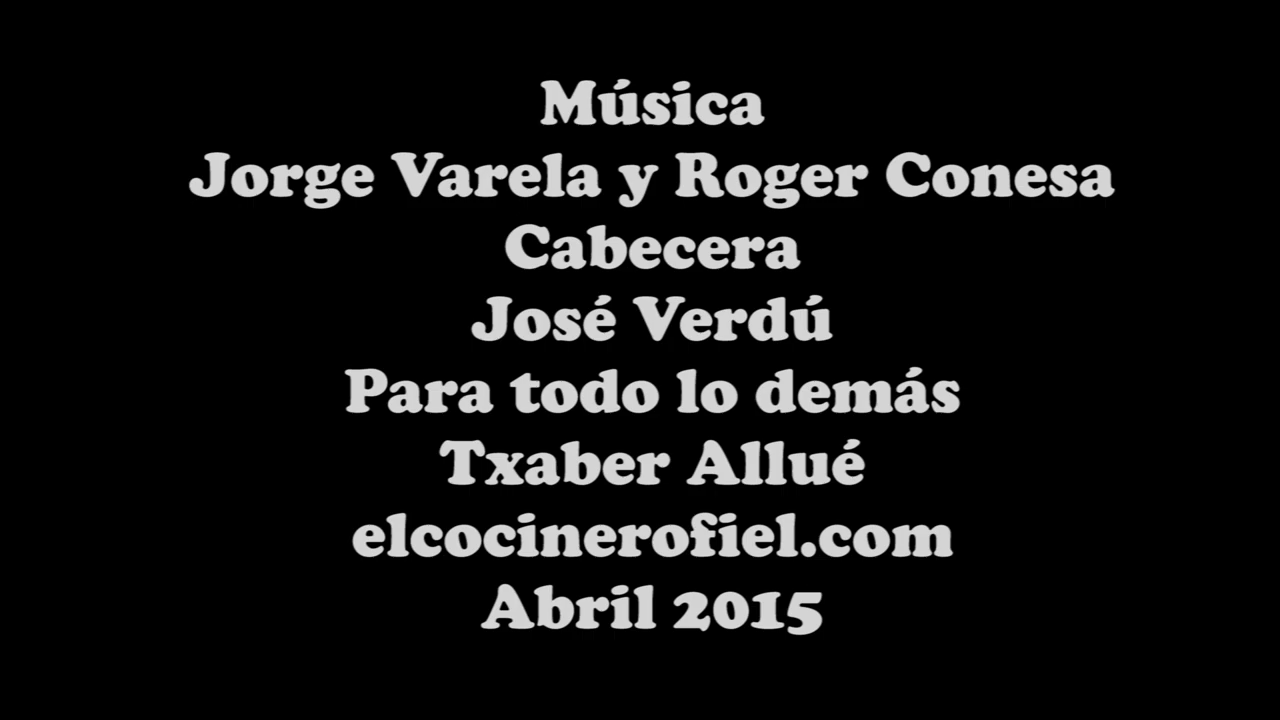 Música
Jorge Varela y Roger Conesa
Cabecera
José Verdú
Para todo lo demás
Txaber Allué
elcocinerofiel.com
Abril 2015